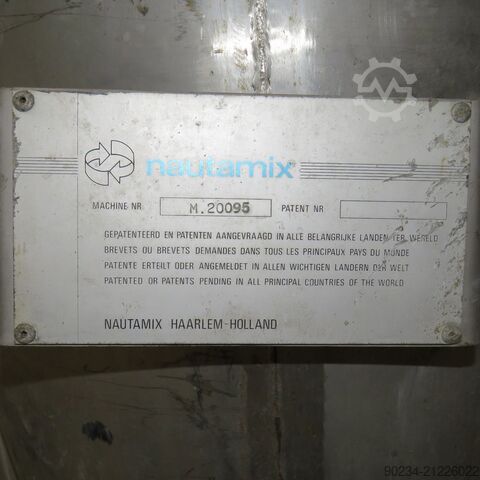 nautamix
MACHINE NR M.20095 PATENT NR
GEPATENTEERD EN PATENTEN AANGEVRAAGD IN ALLE BELANGRIJKE LANDEN TER WERELD
BREVETS OU BREVETS DEMANDES DANS TOUS LES PRINCIPAUX PAYS DU MONDE
PATENTE ERTEILT ODER ANGEMELDET IN ALLEN WICHTIGEN LANDERN DER WELT
PATENTED OR PATENTS PENDING IN ALL PRINCIPAL COUNTRIES OF THE WORLD
NAUTAMIX HAARLEM-HOLLAND
90234-21226022